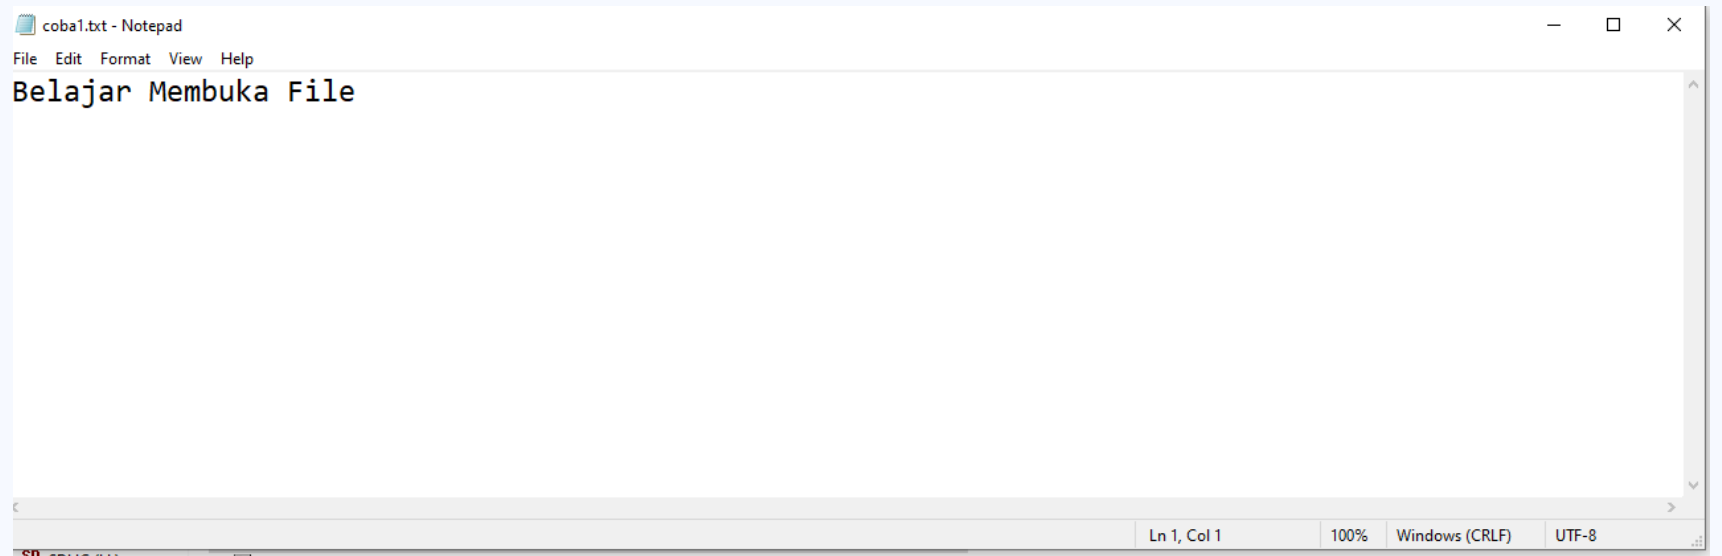 coba1.txt - Notepad
File Edit Format View Help
Belajar Membuka File
Ln 1, Col 1 100% Windows (CRLF) UTF-8